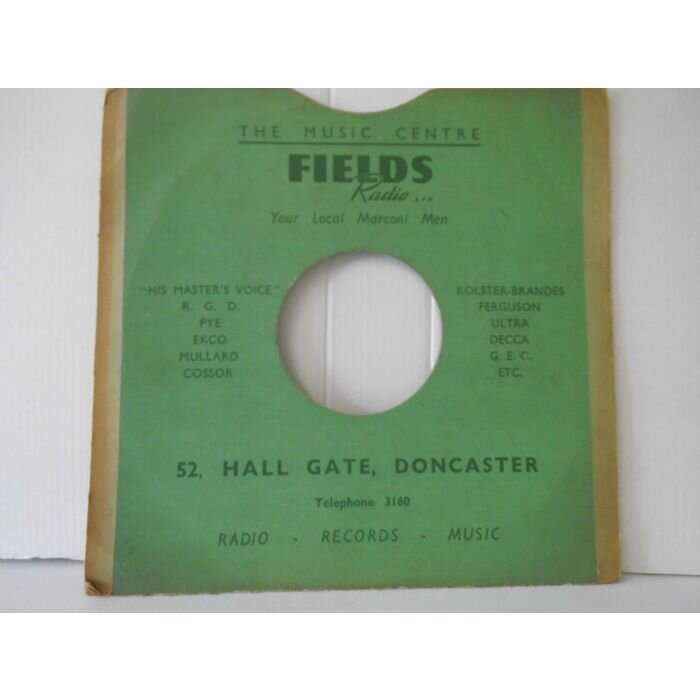 THE MUSIC CENTRE
FIELDS
Radio...
Your Local Marconi Men
"HIS MASTER'S VOICE"
R. G. D.
PYE
EKCO
MULLARD
COSSOR
KOLSTER-BRANDES
FERGUSON
ULTRA
DECCA
G. E. C.
ETC.
52, HALL GATE, DONCASTER
Telephone 3160
RADIO - RECORDS - MUSIC